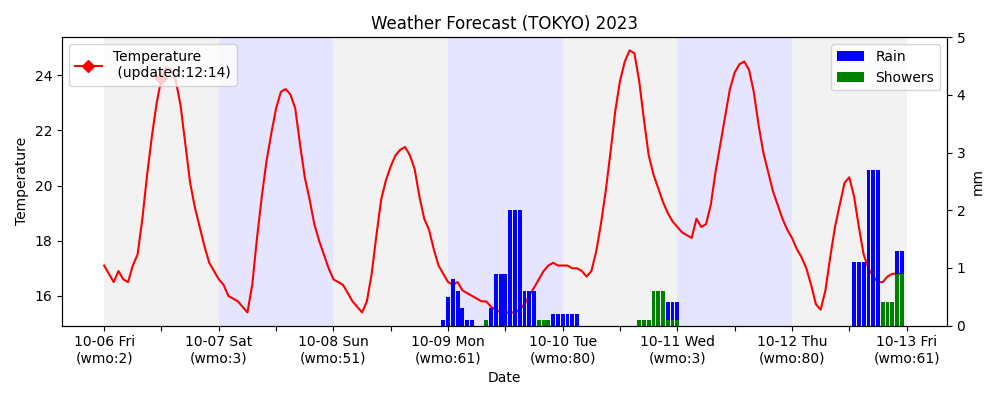 Weather Forecast (TOKYO) 2023
Temperature
(updated:12:14)
Rain
Showers
Temperature
24
22
20
18
16
5
4
3
2
1
0
mm
10-06 Fri
(wmo:2)
10-07 Sat
(wmo:3)
10-08 Sun
(wmo:51)
10-09 Mon
(wmo:61)
10-10 Tue
(wmo:80)
10-11 Wed
(wmo:3)
10-12 Thu
(wmo:80)
10-13 Fri
(wmo:61)
Date